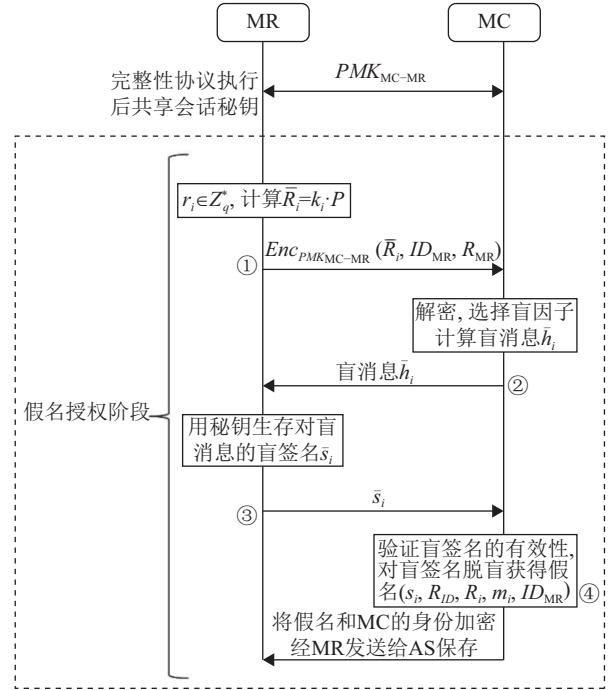 MR
MC
完整性协议执行
后共享会话秘钥
PMK_MC−MR
r_i∈Z_q^*, 计算R̄_i=k_i·P
①
Enc_PMK_MC−MR (R̄_i, ID_MR, R_MR)
解密, 选择盲因子
计算盲消息h̄_i
盲消息h̄_i
②
假名授权阶段
用秘钥生存对盲
消息的盲签名s̄_i
③
s̄_i
验证盲签名的有效性,
对盲签名脱盲获得假
名(s_i, R_ID, R_i, m_i, ID_MR)
④
将假名和MC的身份加密
经MR发送给AS保存